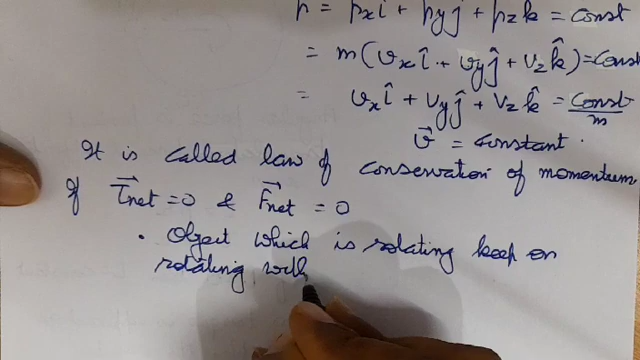 p = pxî + pyĵ + pzk̂ = Const
= m(vxî + vyĵ + vzk̂) = Const
= vxî + vyĵ + vzk̂ = Const/m
v⃗ = constant.
It is called law of conservation of momentum.
If τ⃗net = 0 & F⃗net = 0
• Object which is rotating keep on
rotating with